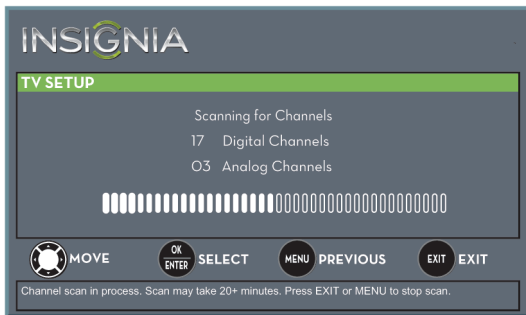 INSIGNIA
TV SETUP
Scanning for Channels
17 Digital Channels
03 Analog Channels
MOVE OK ENTER SELECT MENU PREVIOUS EXIT EXIT
Channel scan in process. Scan may take 20+ minutes. Press EXIT or MENU to stop scan.